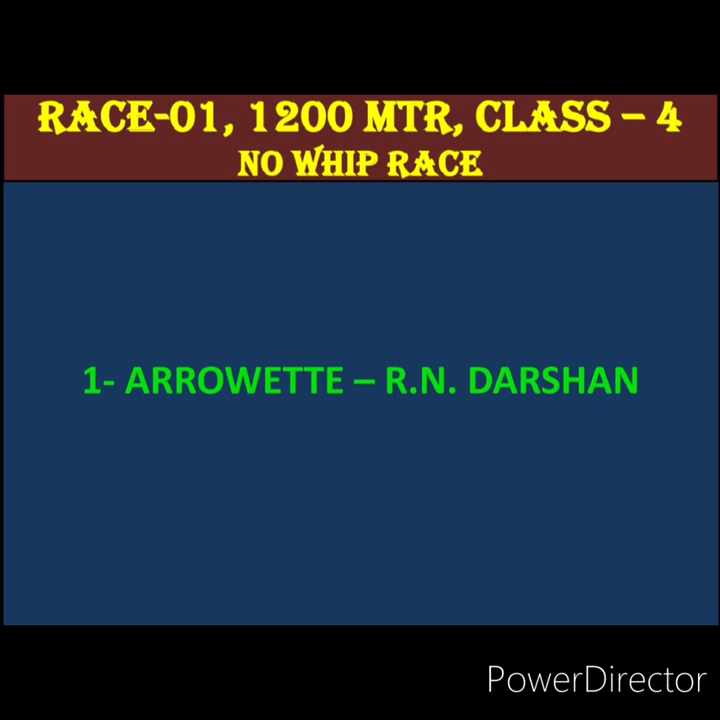 RACE-01, 1200 MTR, CLASS – 4
NO WHIP RACE
1- ARROWETTE – R.N. DARSHAN
PowerDirector